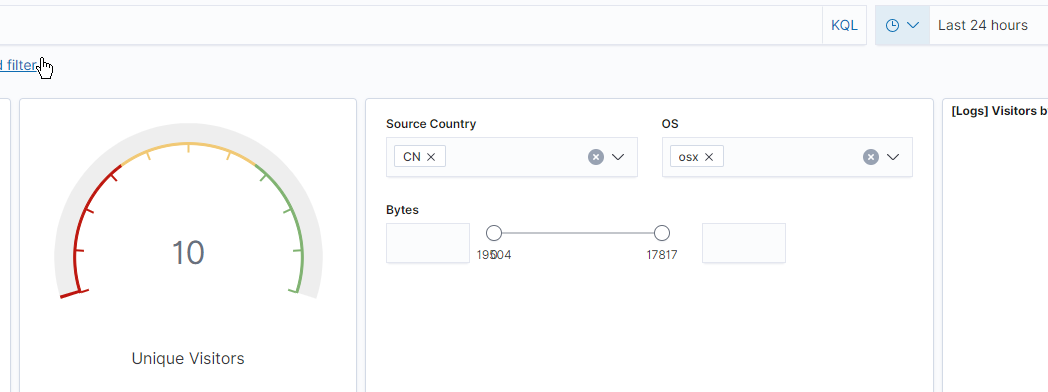 KQL
Last 24 hours
d filter
10
Unique Visitors
Source Country
CN
OS
osx
Bytes
17817
[Logs] Visitors b